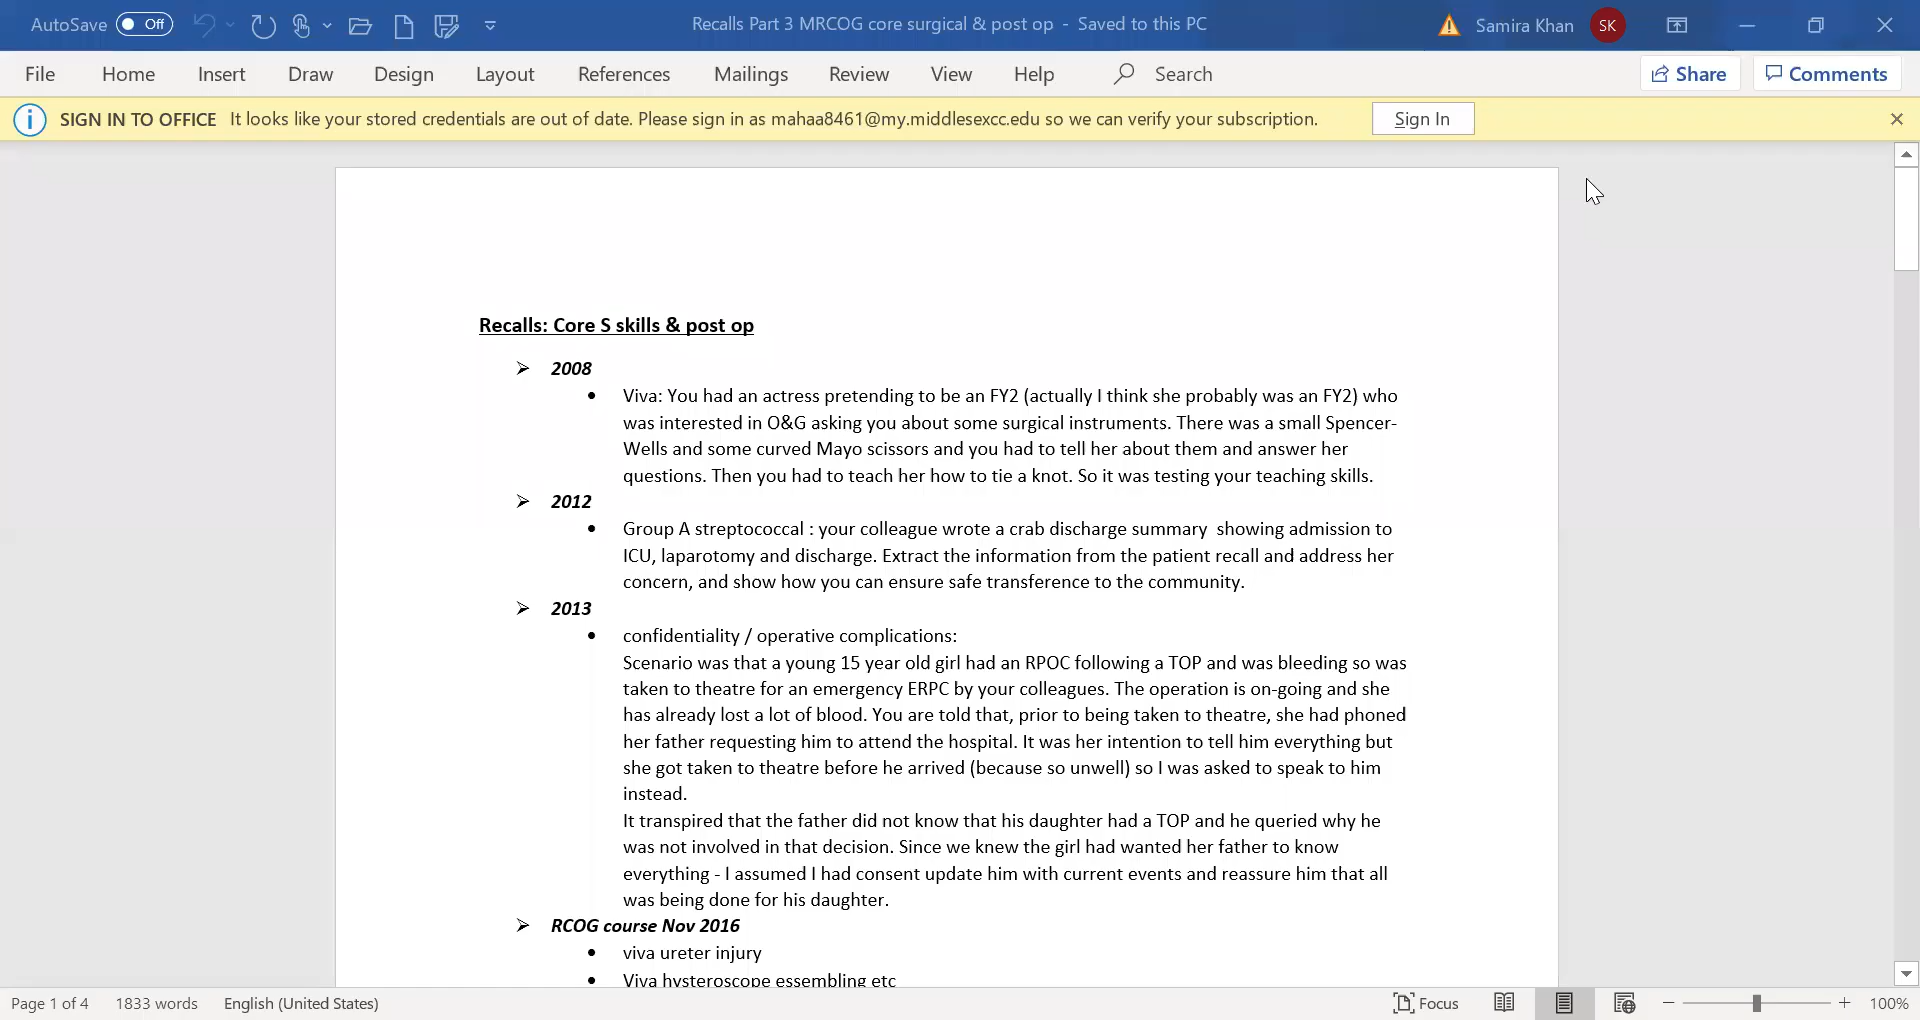 AutoSave Off Recalls Part 3 MRCOG core surgical & post op - Saved to this PC Samira Khan SK
File Home Insert Draw Design Layout References Mailings Review View Help Search Share Comments
SIGN IN TO OFFICE It looks like your stored credentials are out of date. Please sign in as mahaa8461@my.middlesexcc.edu so we can verify your subscription. Sign In
Recalls: Core S skills & post op
2008
Viva: You had an actress pretending to be an FY2 (actually I think she probably was an FY2) who
was interested in O&G asking you about some surgical instruments. There was a small Spencer-
Wells and some curved Mayo scissors and you had to tell her about them and answer her
questions. Then you had to teach her how to tie a knot. So it was testing your teaching skills.
2012
Group A streptococcal : your colleague wrote a crab discharge summary showing admission to
ICU, laparotomy and discharge. Extract the information from the patient recall and address her
concern, and show how you can ensure safe transference to the community.
2013
confidentiality / operative complications:
Scenario was that a young 15 year old girl had an RPOC following a TOP and was bleeding so was
taken to theatre for an emergency ERPC by your colleagues. The operation is on-going and she
has already lost a lot of blood. You are told that, prior to being taken to theatre, she had phoned
her father requesting him to attend the hospital. It was her intention to tell him everything but
she got taken to theatre before he arrived (because so unwell) so I was asked to speak to him
instead.
It transpired that the father did not know that his daughter had a TOP and he queried why he
was not involved in that decision. Since we knew the girl had wanted her father to know
everything - I assumed I had consent update him with current events and reassure him that all
was being done for his daughter.
RCOG course Nov 2016
viva ureter injury
Viva hysteroscope essembling etc
Page 1 of 4 1833 words English (United States) Focus 100%